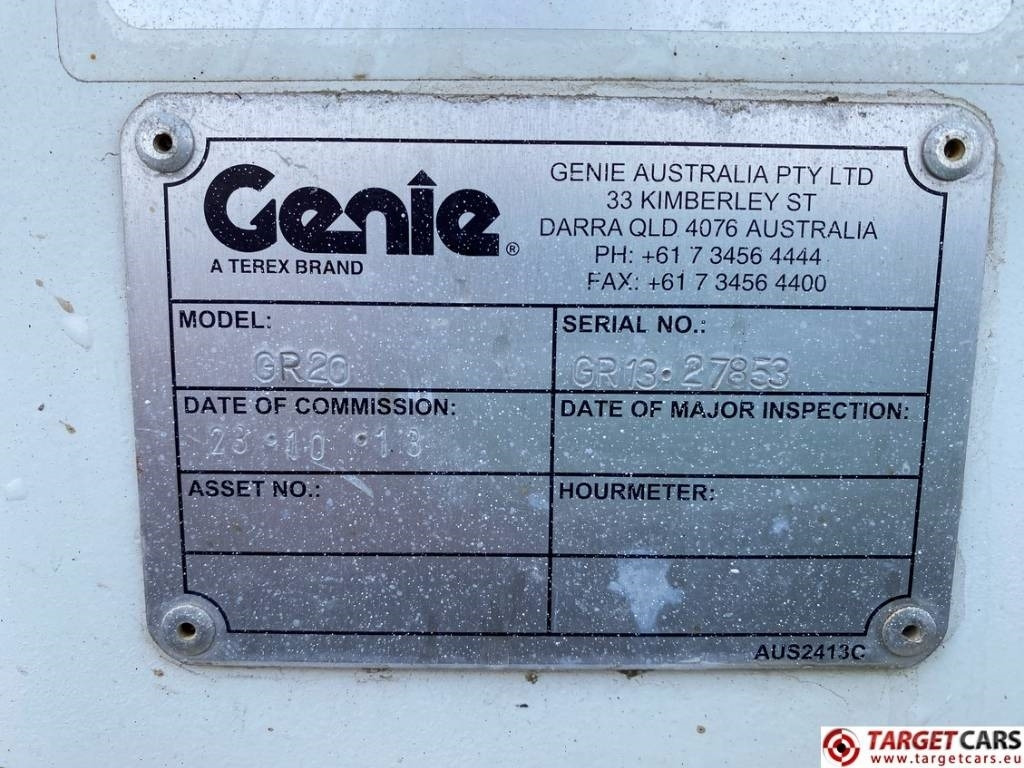 Genie®
A TEREX BRAND
GENIE AUSTRALIA PTY LTD
33 KIMBERLEY ST
DARRA QLD 4076 AUSTRALIA
PH: +61 7 3456 4444
FAX: +61 7 3456 4400
MODEL:
GR20
SERIAL NO.:
GR13·27853
DATE OF COMMISSION:
23·10·13
DATE OF MAJOR INSPECTION:
ASSET NO.:
HOURMETER:
AUS2413C
TARGETCARS
www.targetcars.eu